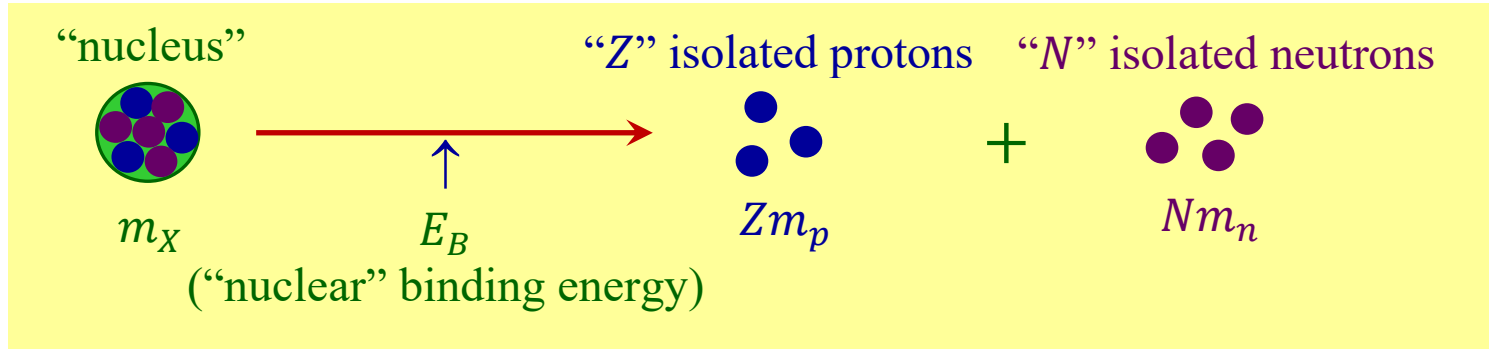 “nucleus”
“Z” isolated protons
“N” isolated neutrons
+
m_X
E_B
Zm_p
Nm_n
(“nuclear” binding energy)